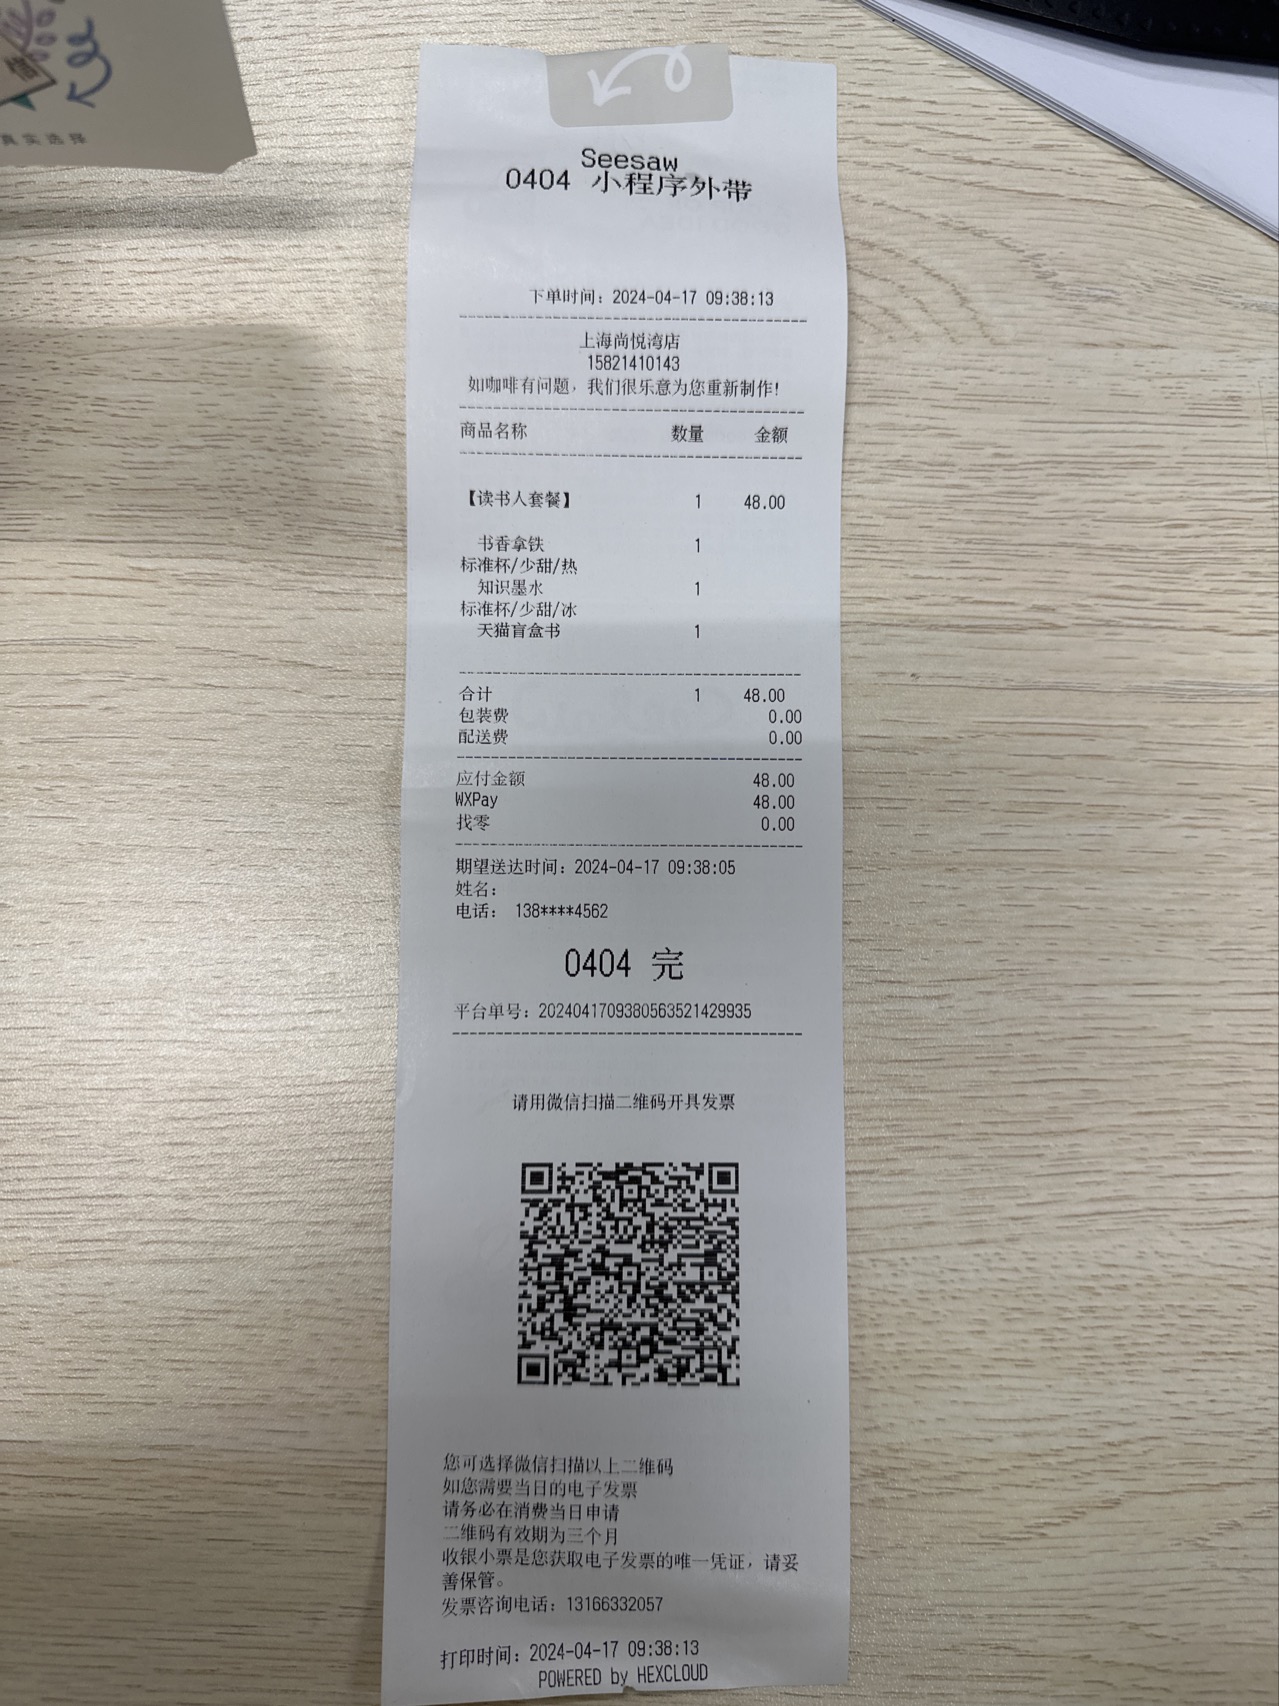 真实选择
Seesaw
0404 小程序外带
下单时间：2024-04-17 09:38:13
上海尚悦湾店
15821410143
如咖啡有问题，我们很乐意为您重新制作！
商品名称 数量 金额
【读书人套餐】 1 48.00
书香拿铁 1
标准杯/少甜/热
知识墨水 1
标准杯/少甜/冰
天猫盲盒书 1
合计 1 48.00
包装费 0.00
配送费 0.00
应付金额 48.00
WXPay 48.00
找零 0.00
期望送达时间：2024-04-17 09:38:05
姓名：
电话： 138****4562
0404 完
平台单号：2024041709380563521429935
请用微信扫描二维码开具发票
您可选择微信扫描以上二维码
如您需要当日的电子发票
请务必在消费当日申请
二维码有效期为三个月
收银小票是您获取电子发票的唯一凭证，请妥
善保管。
发票咨询电话：13166332057
打印时间：2024-04-17 09:38:13
POWERED by HEXCLOUD